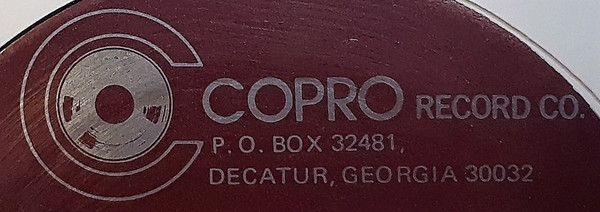 COPRO RECORD CO.
P. O. BOX 32481,
DECATUR, GEORGIA 30032